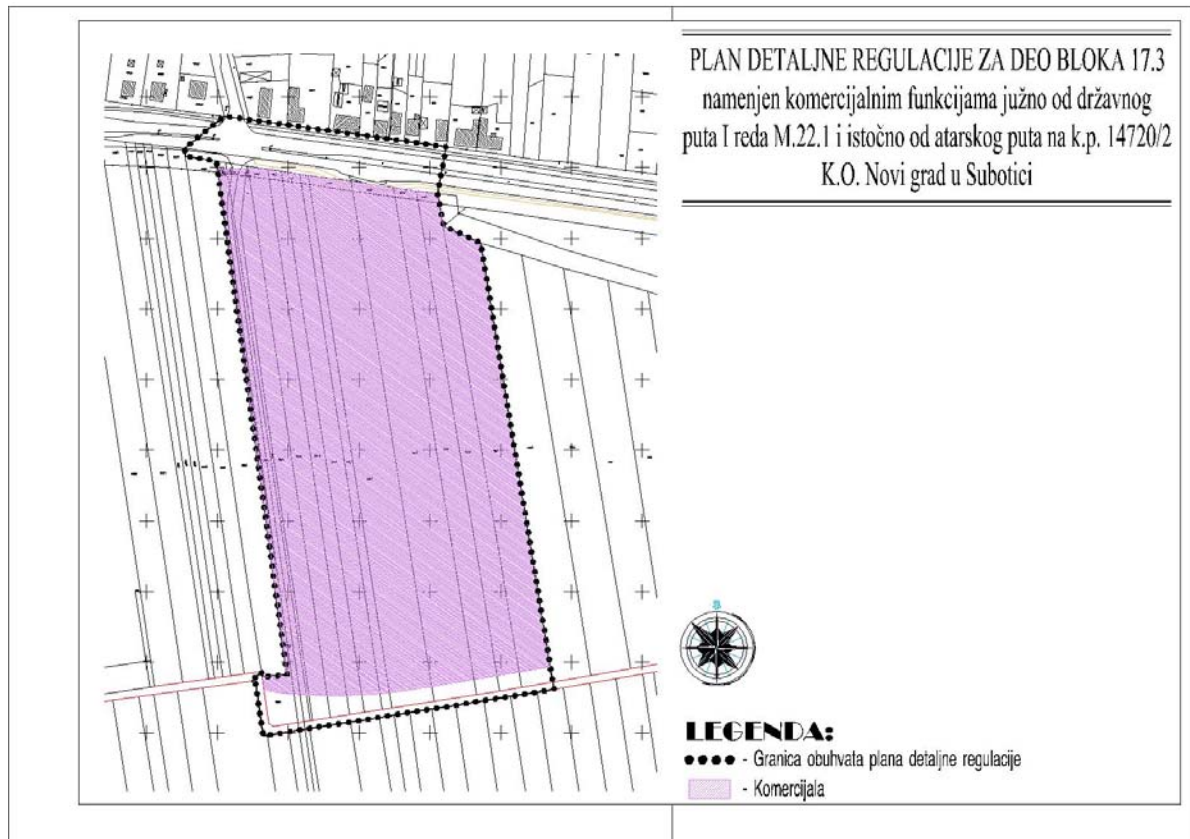 PLAN DETALJNE REGULACIJE ZA DEO BLOKA 17.3
namenjen komercijalnim funkcijama južno od državnog
puta I reda M.22.1 i istočno od atarskog puta na k.p. 14720/2
K.O. Novi grad u Subotici
LEGENDA:
- Granica obuhvata plana detaljne regulacije
- Komercijala